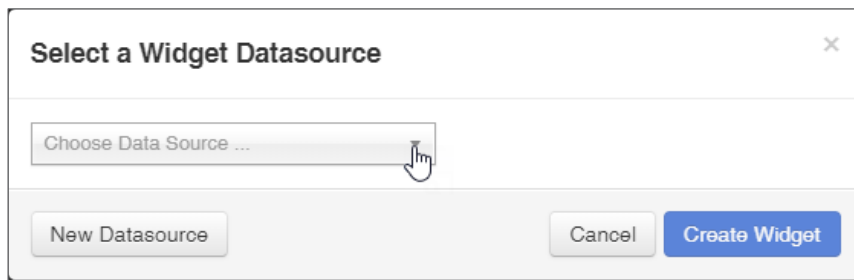 Select a Widget Datasource
×
Choose Data Source ...
New Datasource
Cancel
Create Widget